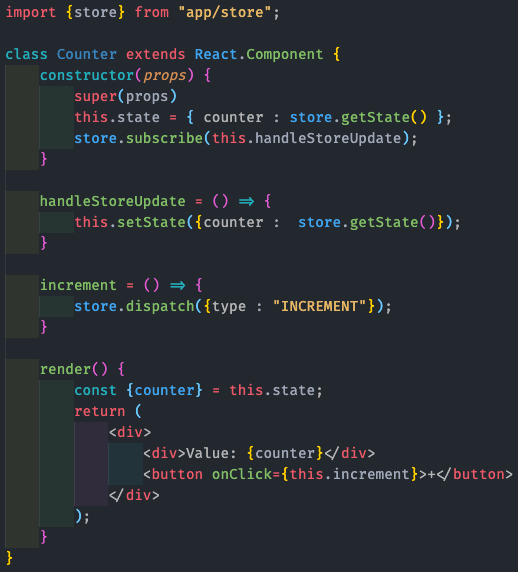 import {store} from "app/store";

class Counter extends React.Component {
    constructor(props) {
        super(props)
        this.state = { counter : store.getState() };
        store.subscribe(this.handleStoreUpdate);
    }

    handleStoreUpdate = () => {
        this.setState({counter :  store.getState()});
    }

    increment = () => {
        store.dispatch({type : "INCREMENT"});
    }

    render() {
        const {counter} = this.state;
        return (
            <div>
                <div>Value: {counter}</div>
                <button onClick={this.increment}>+</button>
            </div>
        );
    }
}